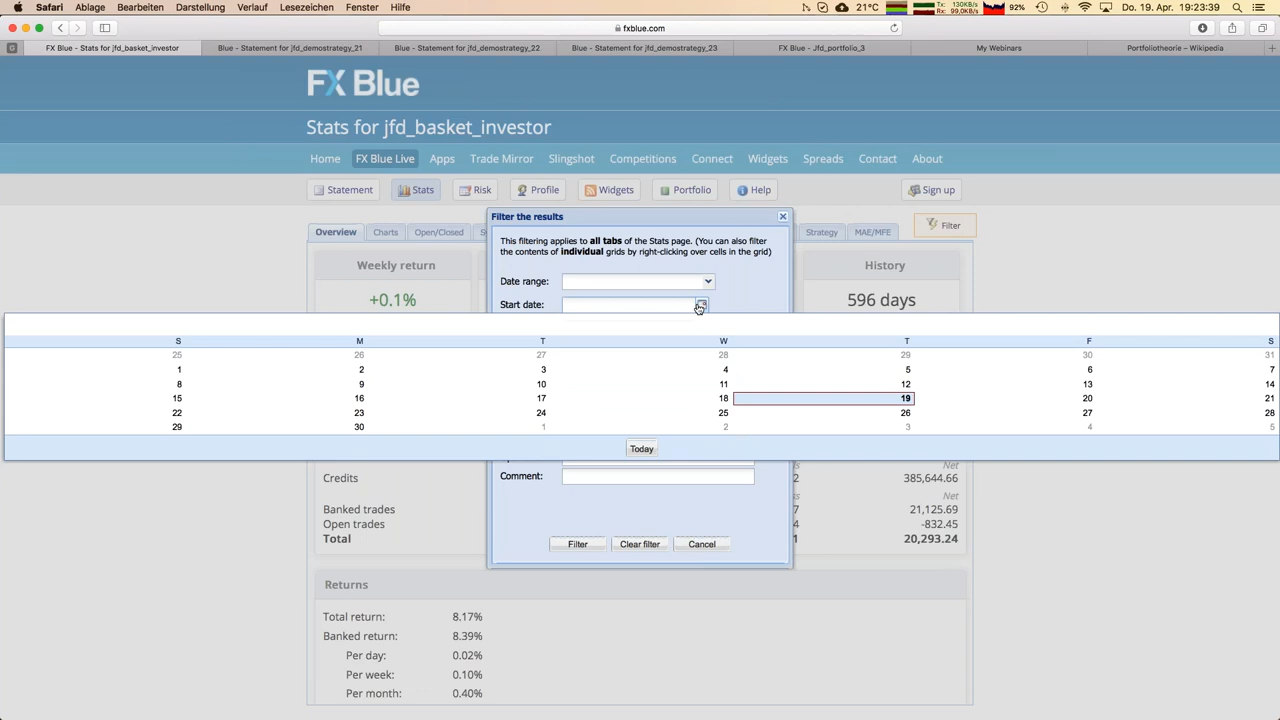 Safari Ablage Bearbeiten Darstellung Verlauf Lesezeichen Fenster Hilfe 21°C Tx: 130KB/s Rx: 99,0KB/s 92% Do. 19. Apr. 19:23:39
fxblue.com
FX Blue - Stats for jfd_basket_investor Blue - Statement for jfd_demostrategy_21 Blue - Statement for jfd_demostrategy_22 Blue - Statement for jfd_demostrategy_23 FX Blue - Jfd_portfolio_3 My Webinars Portfoliotheorie – Wikipedia
FX Blue
Stats for jfd_basket_investor
Home FX Blue Live Apps Trade Mirror Slingshot Competitions Connect Widgets Spreads Contact About
Statement Stats Risk Profile Widgets Portfolio Help Sign up
Filter the results
Overview Charts Open/Closed Strategy MAE/MFE Filter
This filtering applies to all tabs of the Stats page. (You can also filter
the contents of individual grids by right-clicking over cells in the grid)
Weekly return History
Date range:
+0.1% 596 days
Start date:
S M T W T F S
25 26 27 28 29 30 31
1 2 3 4 5 6 7
8 9 10 11 12 13 14
15 16 17 18 19 20 21
22 23 24 25 26 27 28
29 30 1 2 3 4 5
Today
Net
Credits 2 385,644.66
Comment:
Net
Banked trades 7 21,125.69
Open trades 4 -832.45
Total 1 20,293.24
Filter Clear filter Cancel
Returns
Total return: 8.17%
Banked return: 8.39%
Per day: 0.02%
Per week: 0.10%
Per month: 0.40%